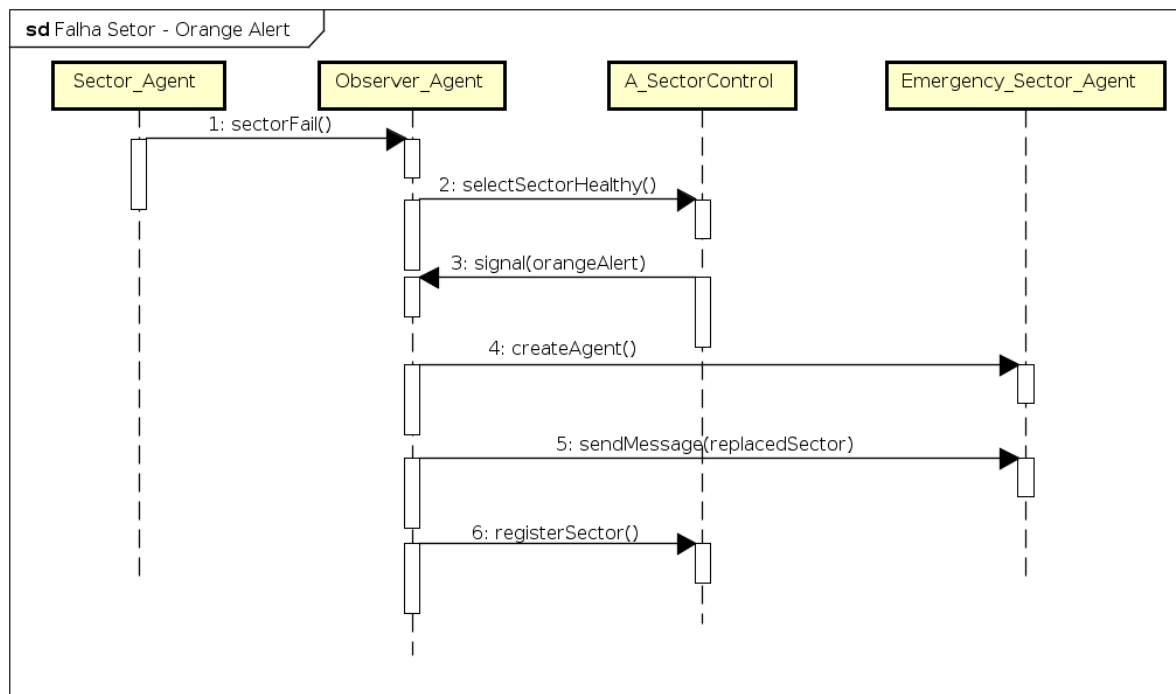 sd Falha Setor - Orange Alert
Sector_Agent
Observer_Agent
A_SectorControl
Emergency_Sector_Agent
1: sectorFail()
2: selectSectorHealthy()
3: signal(orangeAlert)
4: createAgent()
5: sendMessage(replacedSector)
6: registerSector()